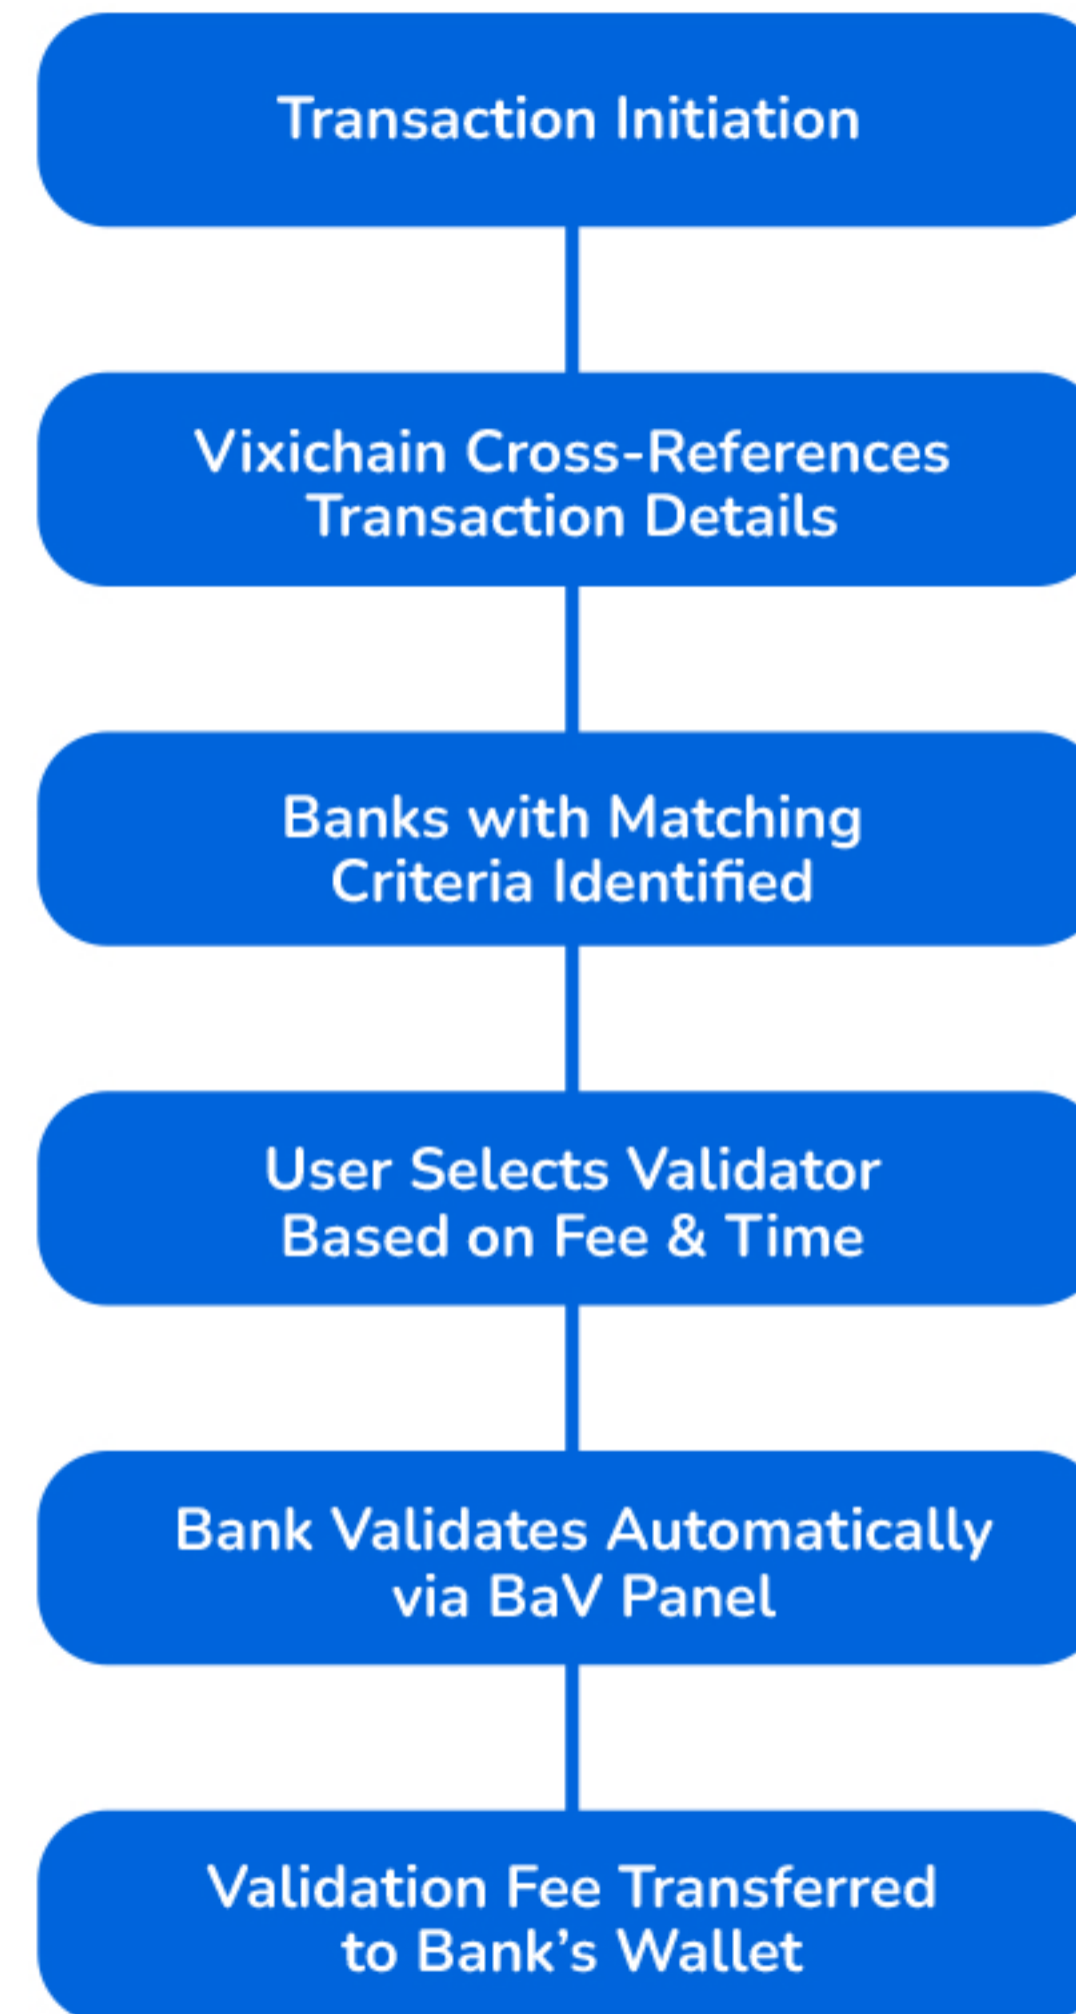 Transaction Initiation
Vixichain Cross-References
Transaction Details
Banks with Matching
Criteria Identified
User Selects Validator
Based on Fee & Time
Bank Validates Automatically
via BaV Panel
Validation Fee Transferred
to Bank’s Wallet